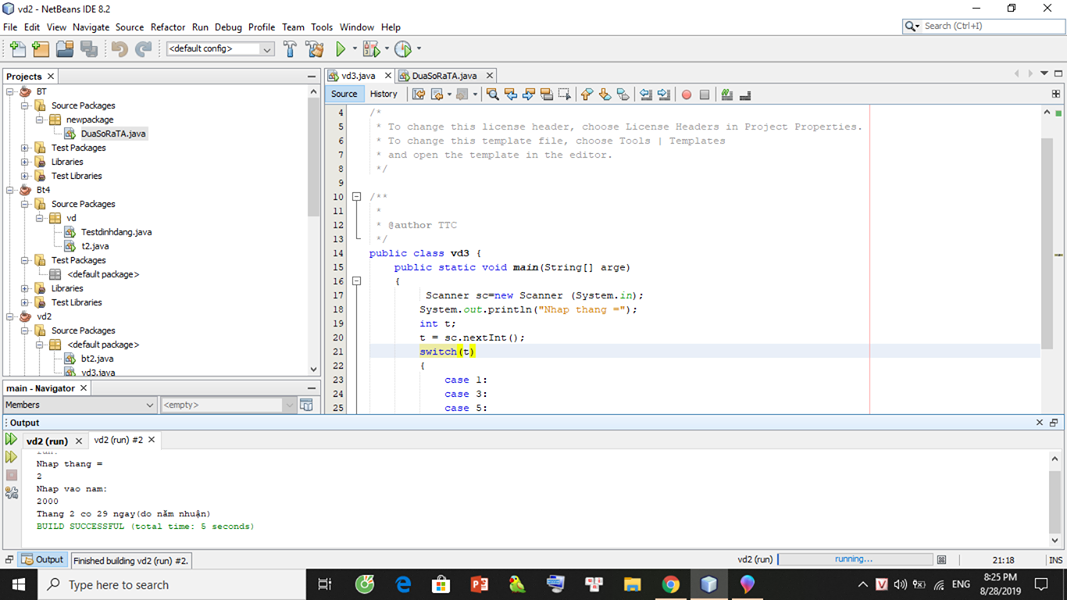 vd2 - NetBeans IDE 8.2
File Edit View Navigate Source Refactor Run Debug Profile Team Tools Window Help
Search (Ctrl+I)
<default config>
Projects
vd3.java DuaSoRaTA.java
Source History
BT
Source Packages
newpackage
DuaSoRaTA.java
Test Packages
Libraries
Test Libraries
Bt4
Source Packages
vd
Testdinhdang.java
t2.java
Test Packages
<default package>
Libraries
Test Libraries
vd2
Source Packages
<default package>
bt2.java
vd3.java
main - Navigator
Members <empty>
4 /*
5 * To change this license header, choose License Headers in Project Properties.
6 * To change this template file, choose Tools | Templates
7 * and open the template in the editor.
8 */
9
10 /**
11 *
12 * @author TTC
13 */
14 public class vd3 {
15 public static void main(String[] arge)
16 {
17 Scanner sc=new Scanner (System.in);
18 System.out.println("Nhap thang =");
19 int t;
20 t = sc.nextInt();
21 switch(t)
22 {
23 case 1:
24 case 3:
25 case 5:
Output
vd2 (run) vd2 (run) #2
run:
Nhap thang =
2
Nhap vao nam:
2000
Thang 2 co 29 ngay(do năm nhuận)
BUILD SUCCESSFUL (total time: 5 seconds)
Output Finished building vd2 (run) #2. vd2 (run) running... 21:18 INS
Type here to search
ENG
8:25 PM
8/28/2019